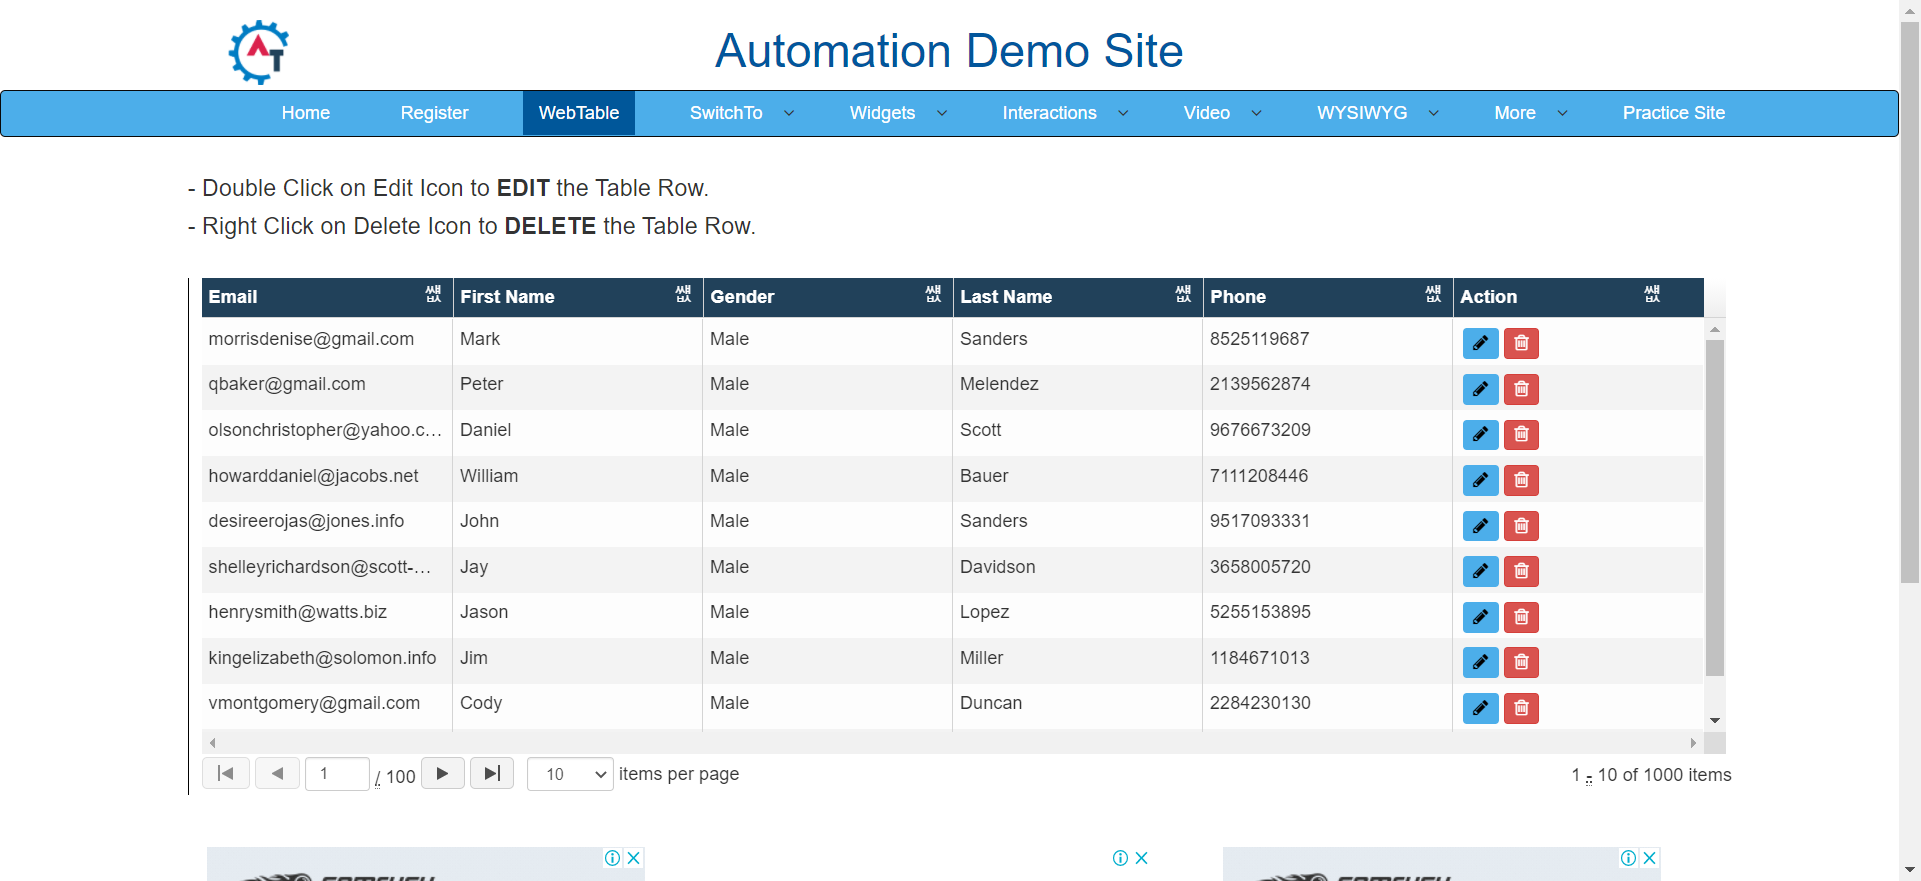 AT
Automation Demo Site
Home Register WebTable SwitchTo Widgets Interactions Video WYSIWYG More Practice Site
- Double Click on Edit Icon to EDIT the Table Row.
- Right Click on Delete Icon to DELETE the Table Row.
Email First Name Gender Last Name Phone Action
morrisdenise@gmail.com Mark Male Sanders 8525119687
qbaker@gmail.com Peter Male Melendez 2139562874
olsonchristopher@yahoo.c... Daniel Male Scott 9676673209
howarddaniel@jacobs.net William Male Bauer 7111208446
desireerojas@jones.info John Male Sanders 9517093331
shelleyrichardson@scott-... Jay Male Davidson 3658005720
henrysmith@watts.biz Jason Male Lopez 5255153895
kingelizabeth@solomon.info Jim Male Miller 1184671013
vmontgomery@gmail.com Cody Male Duncan 2284230130
1 / 100 10 items per page 1 - 10 of 1000 items